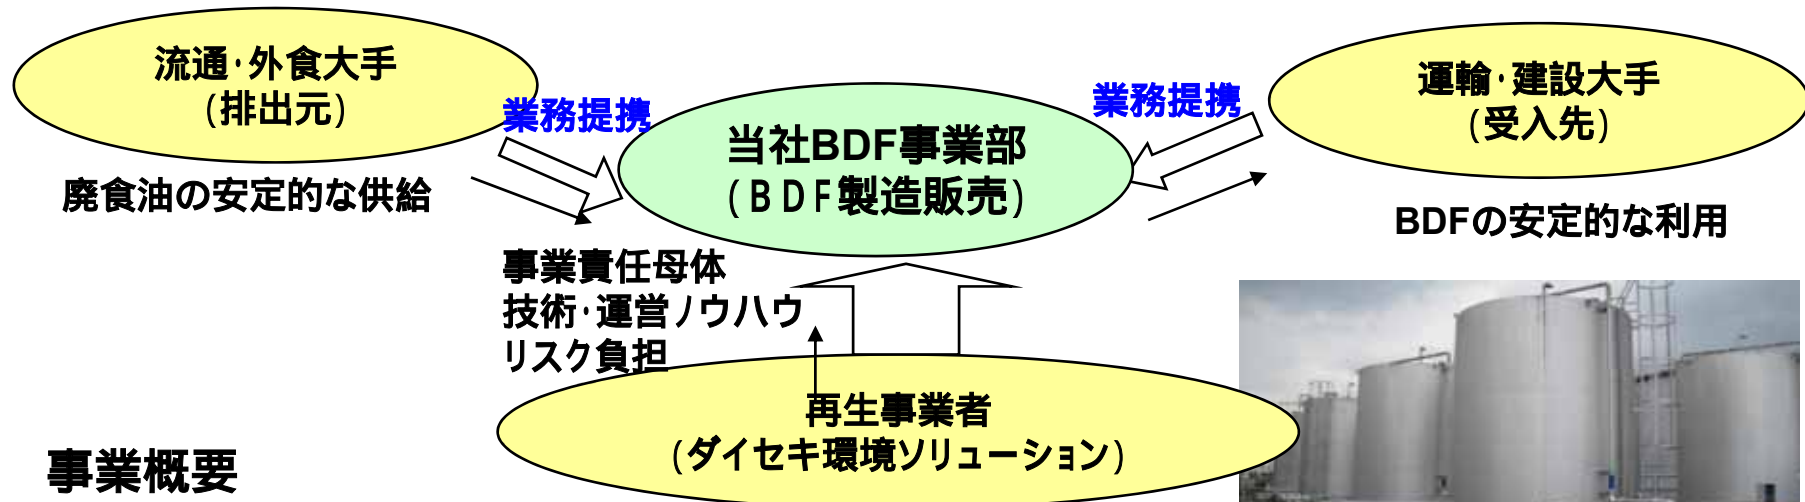 流通･外食大手
(排出元)
業務提携
廃食油の安定的な供給
当社BDF事業部
(BDF製造販売)
業務提携
運輸･建設大手
(受入先)
BDFの安定的な利用
事業責任母体
技術･運営ノウハウ
リスク負担
再生事業者
(ダイセキ環境ソリューション)
事業概要